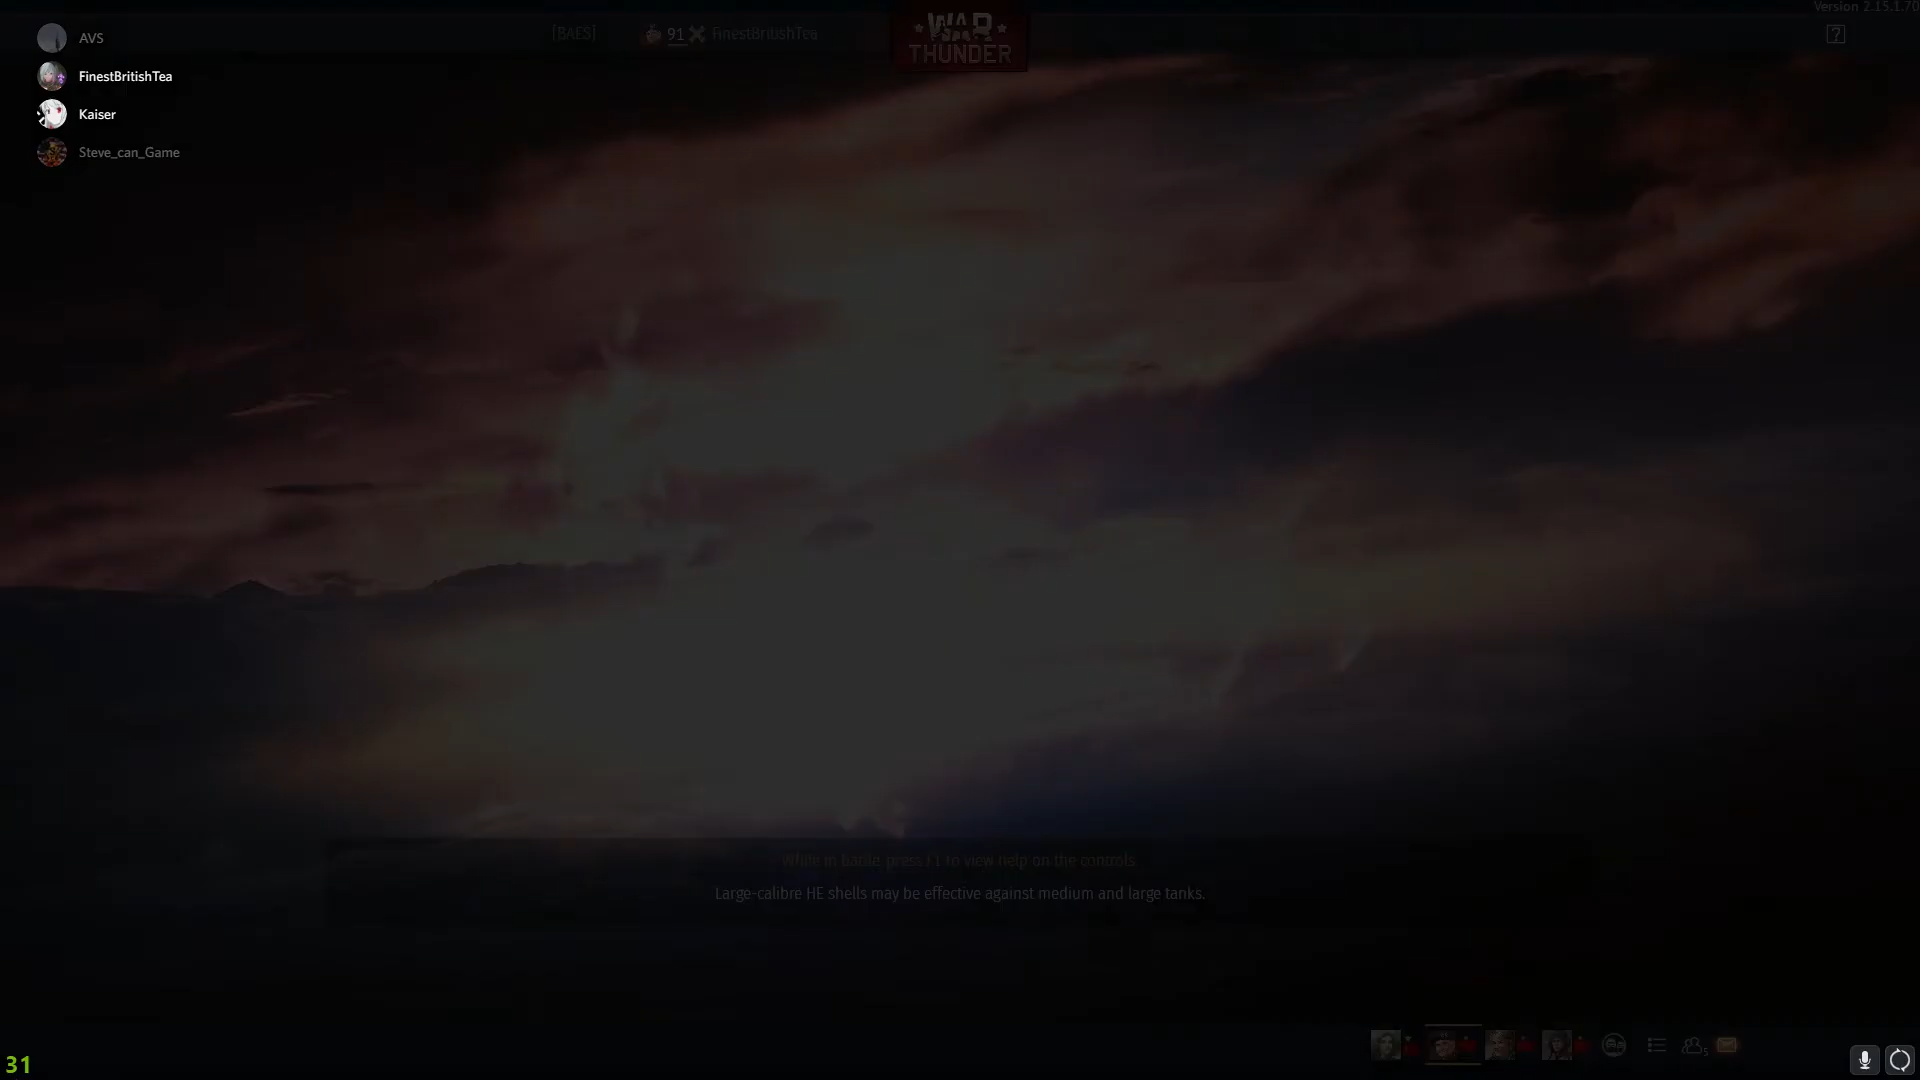 Version 2.15.1.70
AVS
[BAES]
91
FinestBritishTea
WAR
THUNDER
FinestBritishTea
Kaiser
Steve_can_Game
While in battle press F1 to view help on the controls
Large-calibre HE shells may be effective against medium and large tanks.
5
31